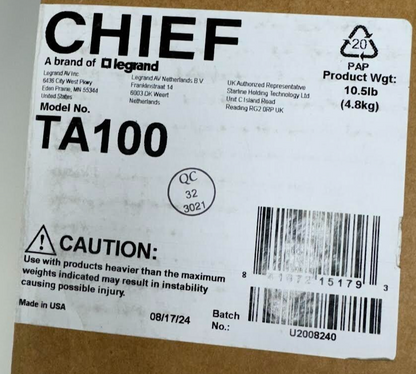 CHIEF
A brand of legrand
Legrand AV Inc.
6436 City West Pkwy
Eden Prairie, MN 55344
United States
Legrand AV Netherlands B.V.
Franklinstraat 14
6003 DK Weert
Netherlands
UK Authorized Representative
Starline Holding Technology Ltd.
Unit C Island Road
Reading RG2 0RP UK
20
PAP
Product Wgt:
10.5lb
(4.8kg)
Model No.
TA100
QC
32
3021
CAUTION:
Use with products heavier than the maximum
weights indicated may result in instability
causing possible injury.
Made in USA
08/17/24
8 41872 15179 3
Batch
No.:
U2008240